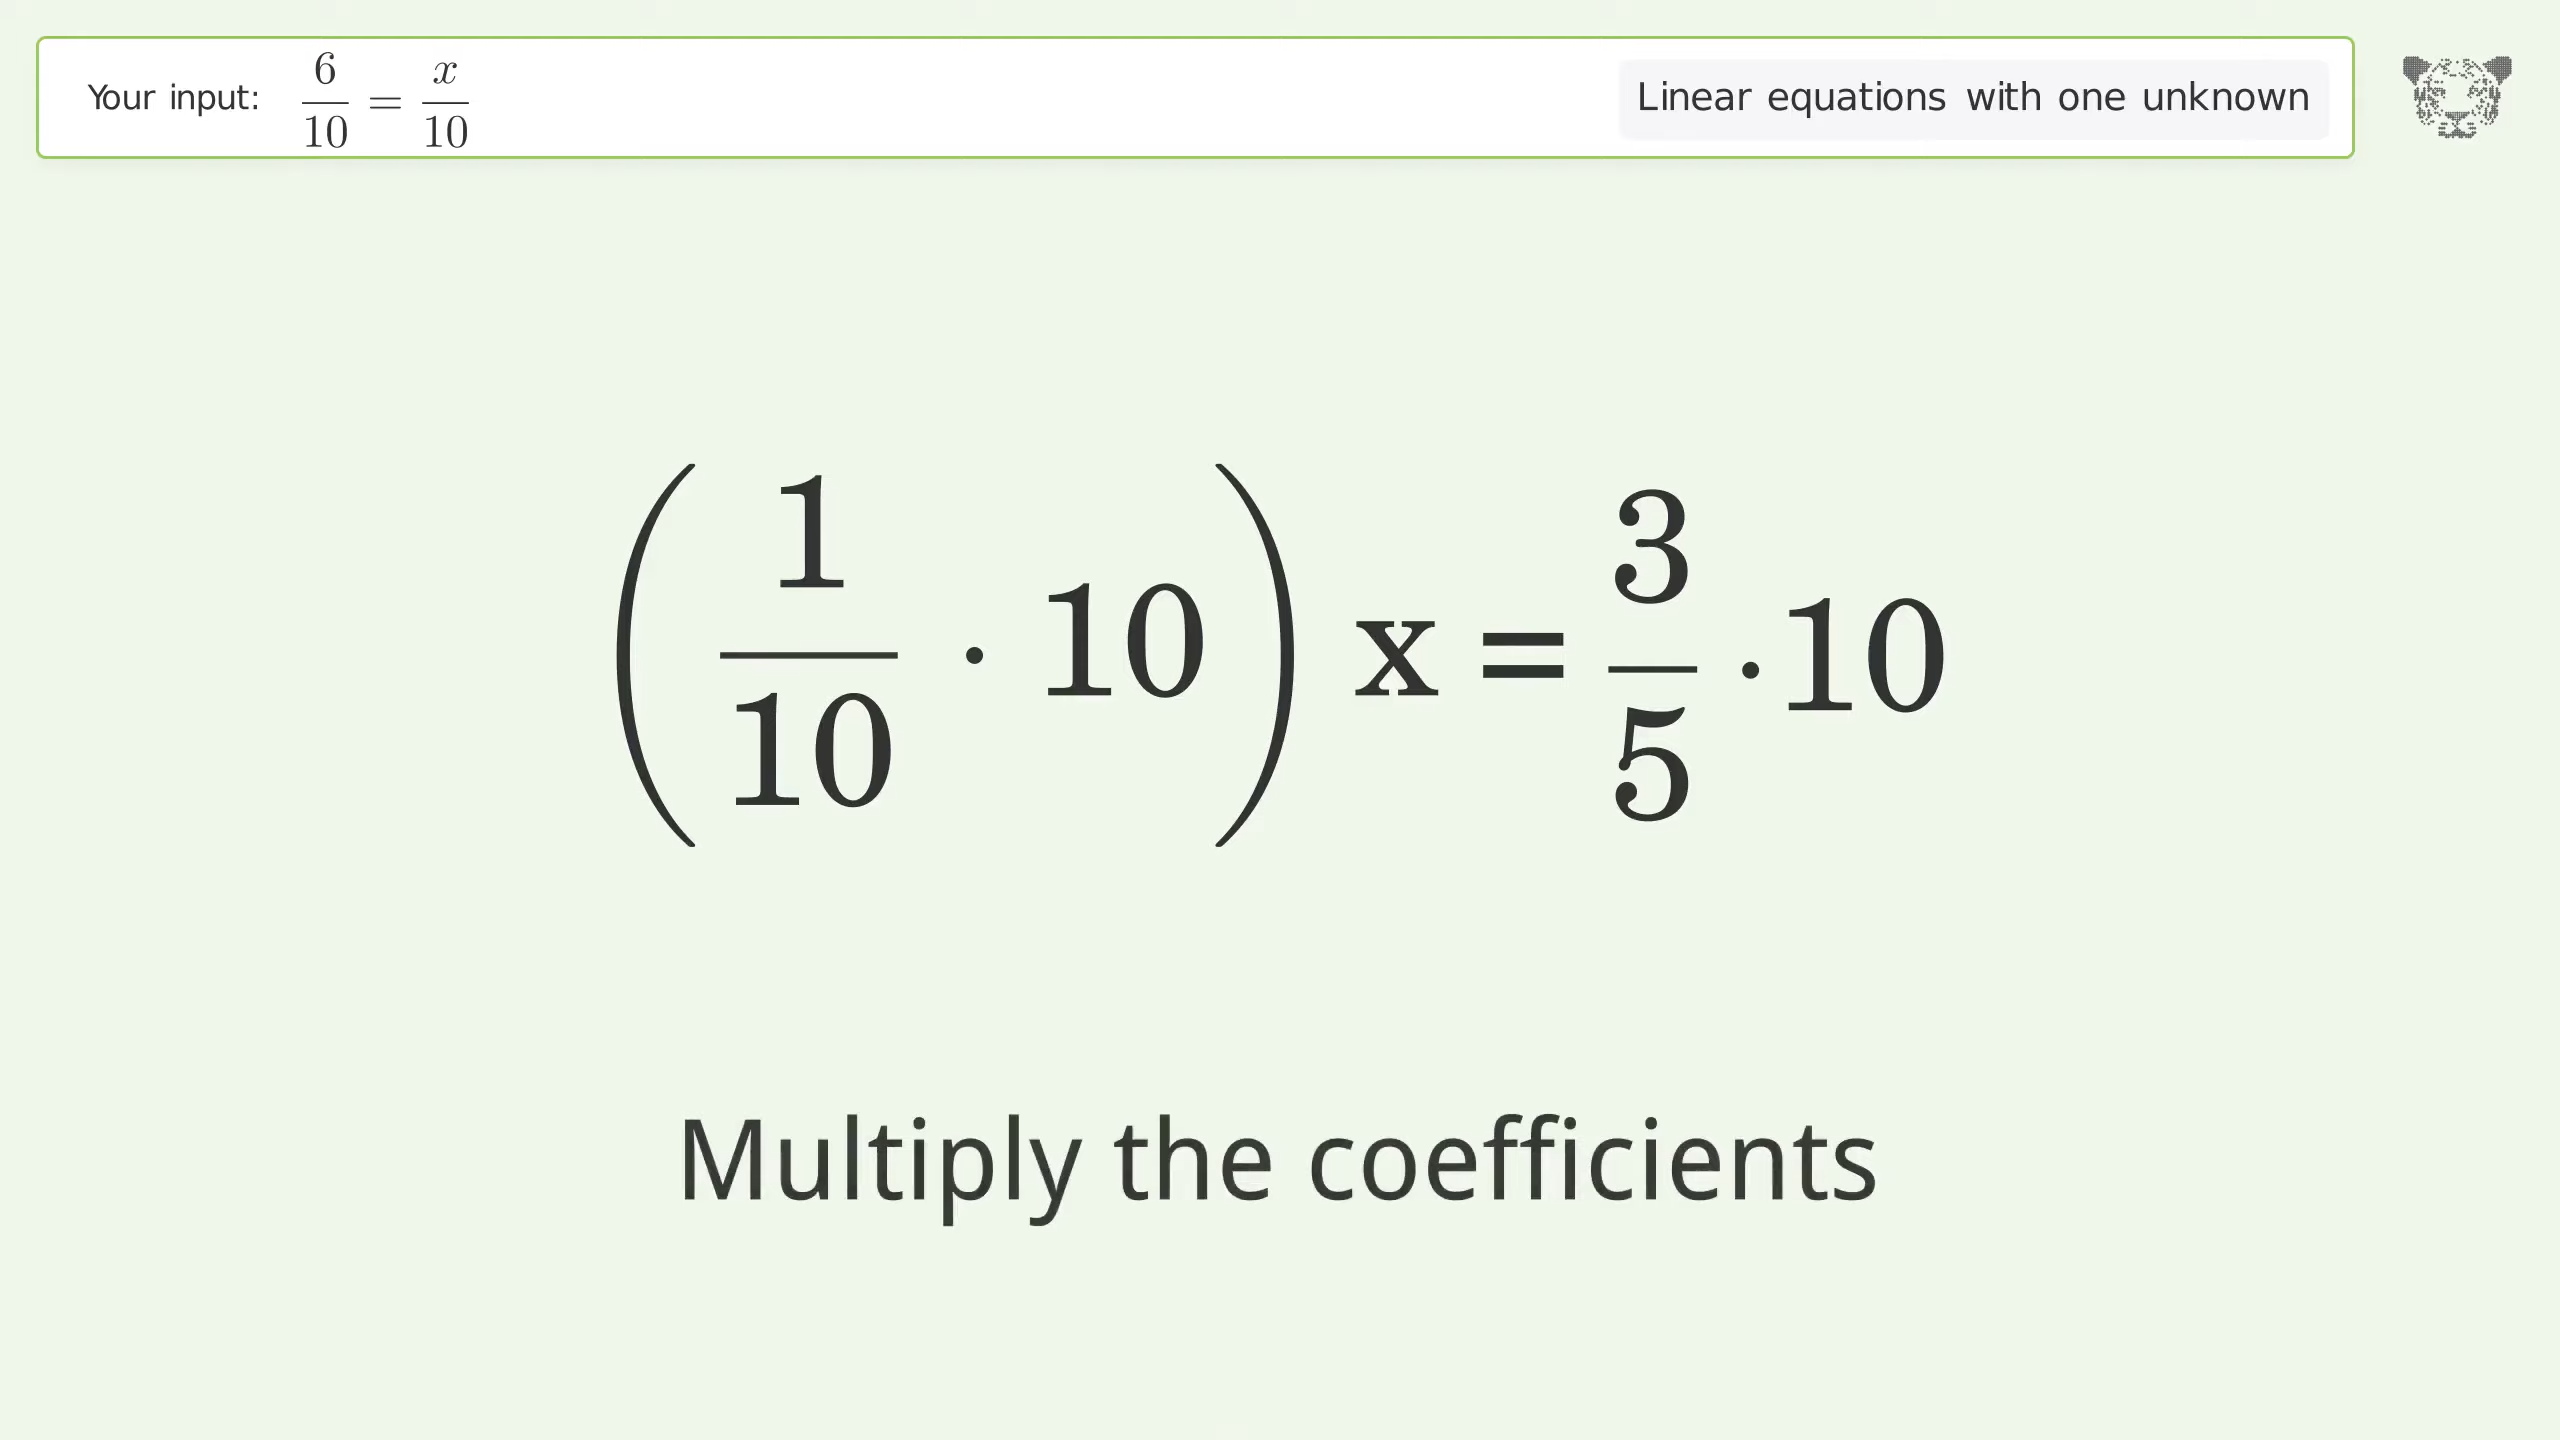 Your input: 6/10 = x/10
Linear equations with one unknown
(1/10 · 10) x = 3/5 · 10
Multiply the coefficients